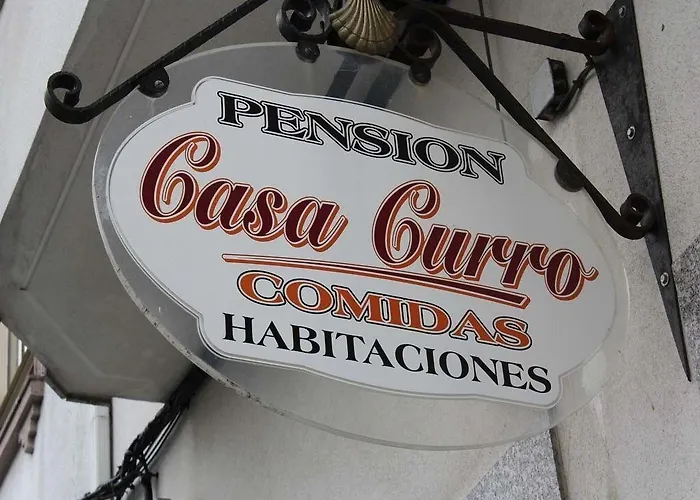 PENSION
Casa Curro
COMIDAS
HABITACIONES